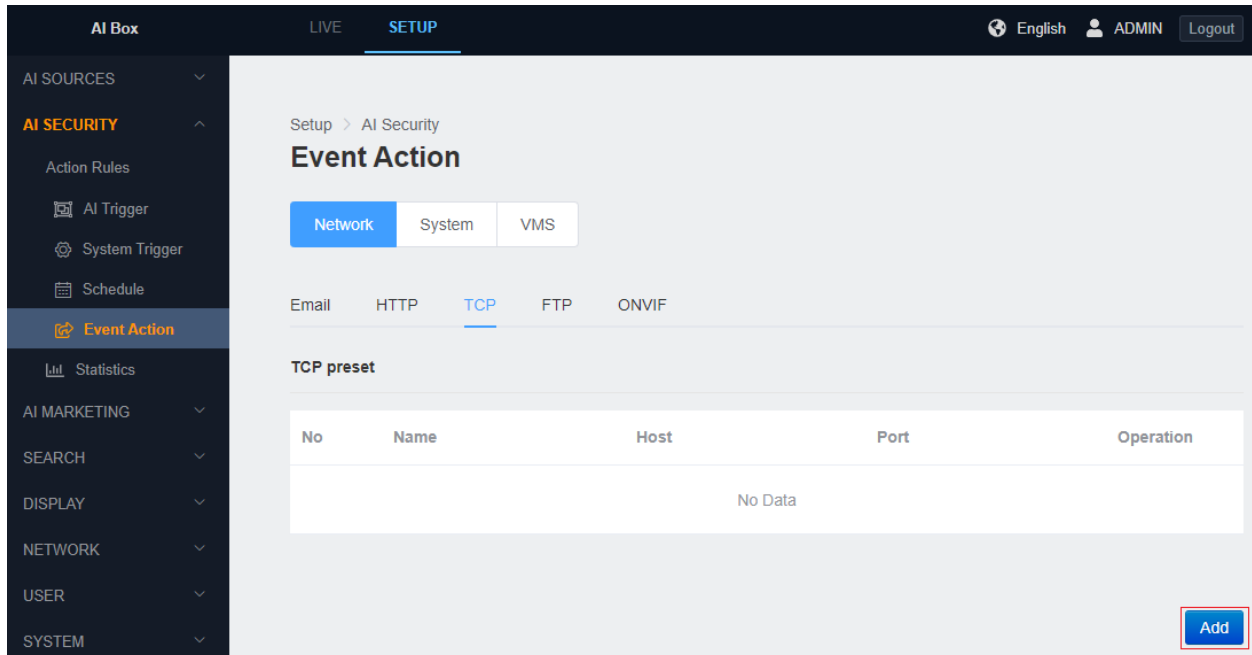 AI Box
LIVE SETUP
English ADMIN Logout
AI SOURCES
AI SECURITY
Action Rules
AI Trigger
System Trigger
Schedule
Event Action
Statistics
AI MARKETING
SEARCH
DISPLAY
NETWORK
USER
SYSTEM
Setup > AI Security
Event Action
Network System VMS
Email HTTP TCP FTP ONVIF
TCP preset
No Name Host Port Operation
No Data
Add